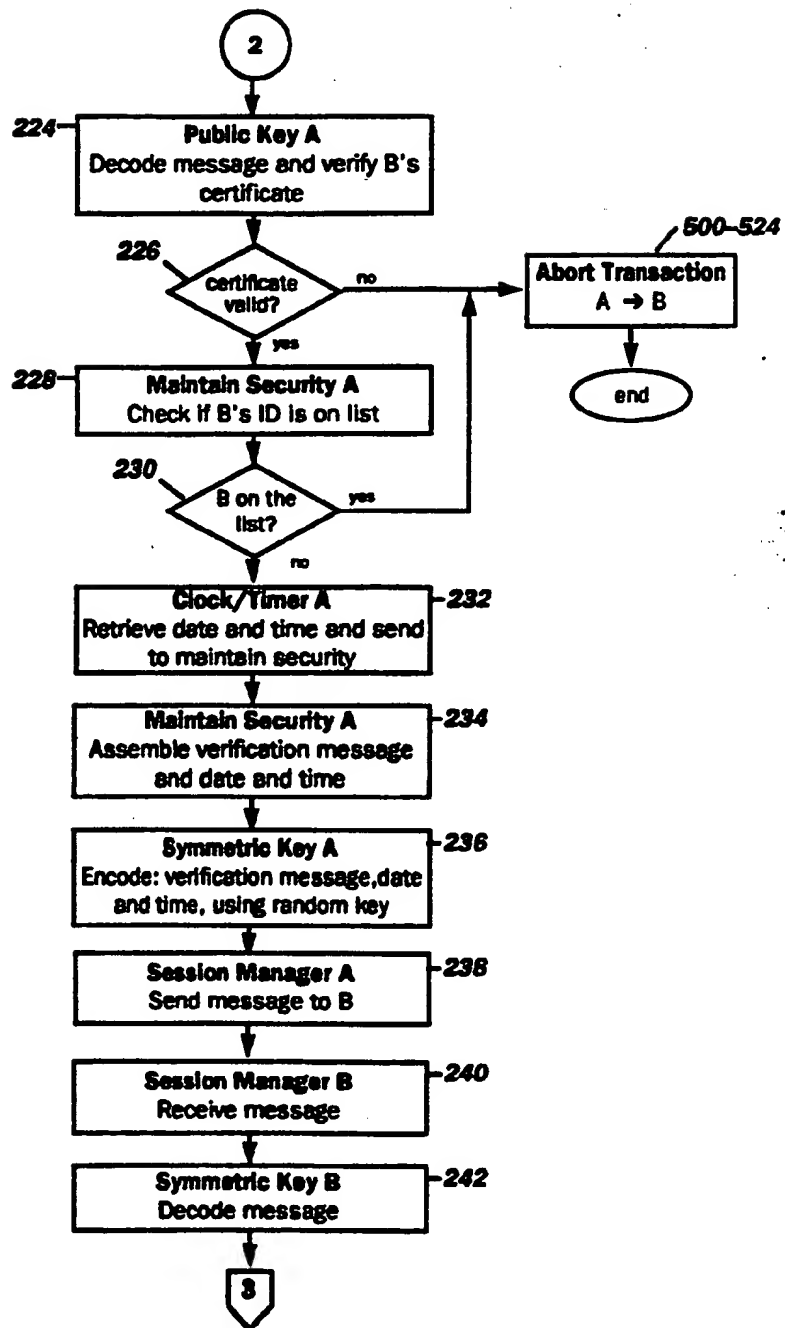 2
224
Public Key A
Decode message and verify B's
certificate
500-524
226
certificate
valid?
no
Abort Transaction
A → B
yes
228
Maintain Security A
Check if B's ID is on list
end
230
B on the
list?
yes
no
Clock/Timer A
232
Retrieve date and time and send
to maintain security
Maintain Security A
234
Assemble verification message
and date and time
Symmetric Key A
236
Encode: verification message,date
and time, using random key
Session Manager A
238
Send message to B
Session Manager B
240
Receive message
Symmetric Key B
242
Decode message
3